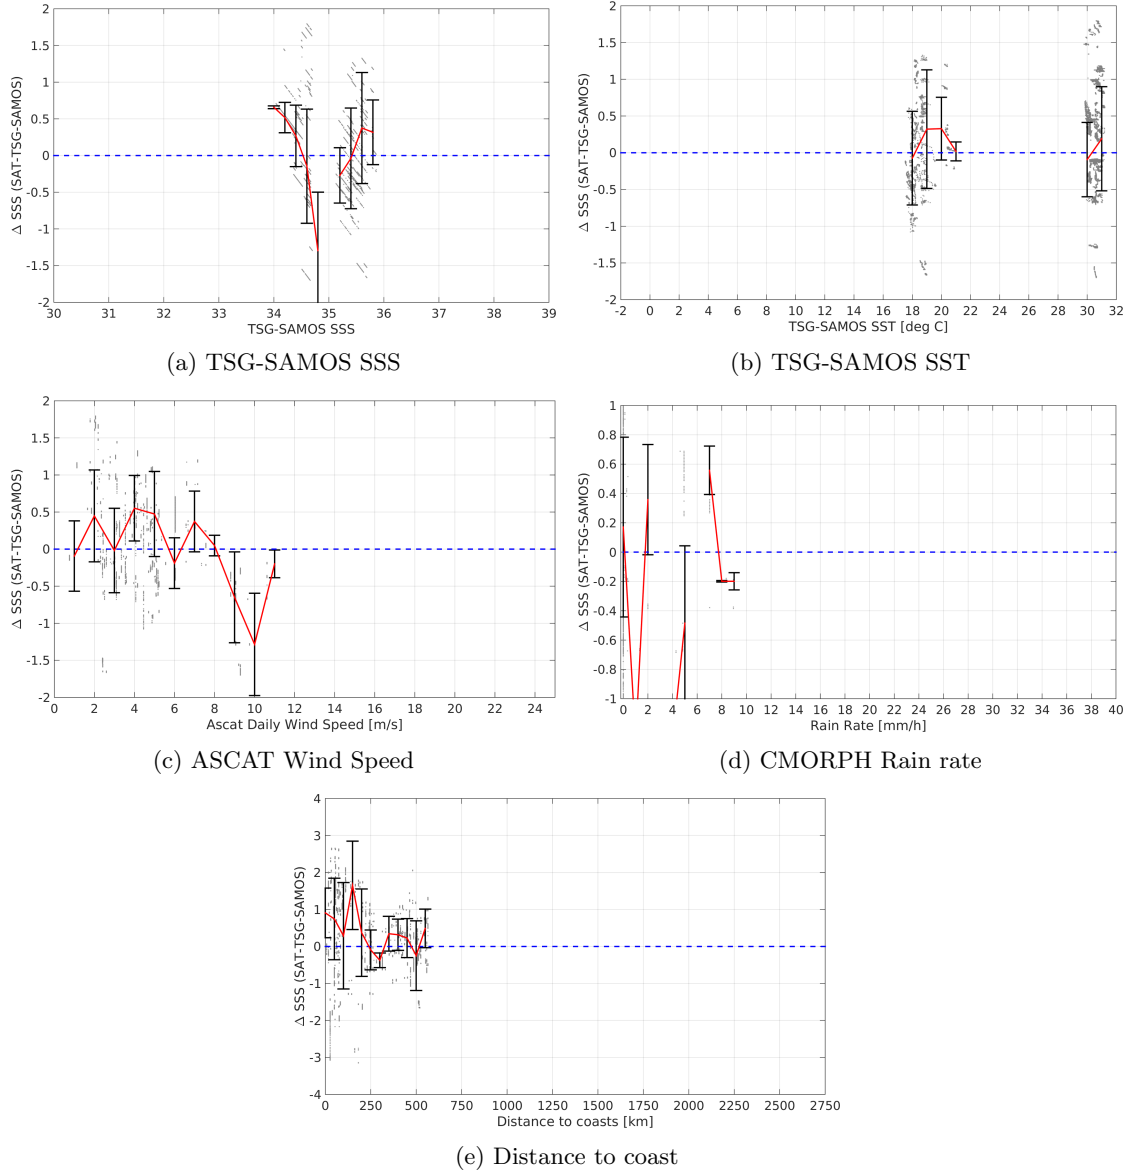 2
1.5
1
0.5
0
-0.5
-1
-1.5
-2
Δ SSS (SAT-TSG-SAMOS)
30 31 32 33 34 35 36 37 38 39
TSG-SAMOS SSS
(a) TSG-SAMOS SSS
2
1.5
1
0.5
0
-0.5
-1
-1.5
-2
Δ SSS (SAT-TSG-SAMOS)
-2 0 2 4 6 8 10 12 14 16 18 20 22 24 26 28 30 32
TSG-SAMOS SST [deg C]
(b) TSG-SAMOS SST
2
1.5
1
0.5
0
-0.5
-1
-1.5
-2
Δ SSS (SAT-TSG-SAMOS)
0 2 4 6 8 10 12 14 16 18 20 22 24
Ascat Daily Wind Speed [m/s]
(c) ASCAT Wind Speed
1
0.8
0.6
0.4
0.2
0
-0.2
-0.4
-0.6
-0.8
-1
Δ SSS (SAT-TSG-SAMOS)
0 2 4 6 8 10 12 14 16 18 20 22 24 26 28 30 32 34 36 38 40
Rain Rate [mm/h]
(d) CMORPH Rain rate
4
3
2
1
0
-1
-2
-3
-4
Δ SSS (SAT-TSG-SAMOS)
0 250 500 750 1000 1250 1500 1750 2000 2250 2500 2750
Distance to coasts [km]
(e) Distance to coast